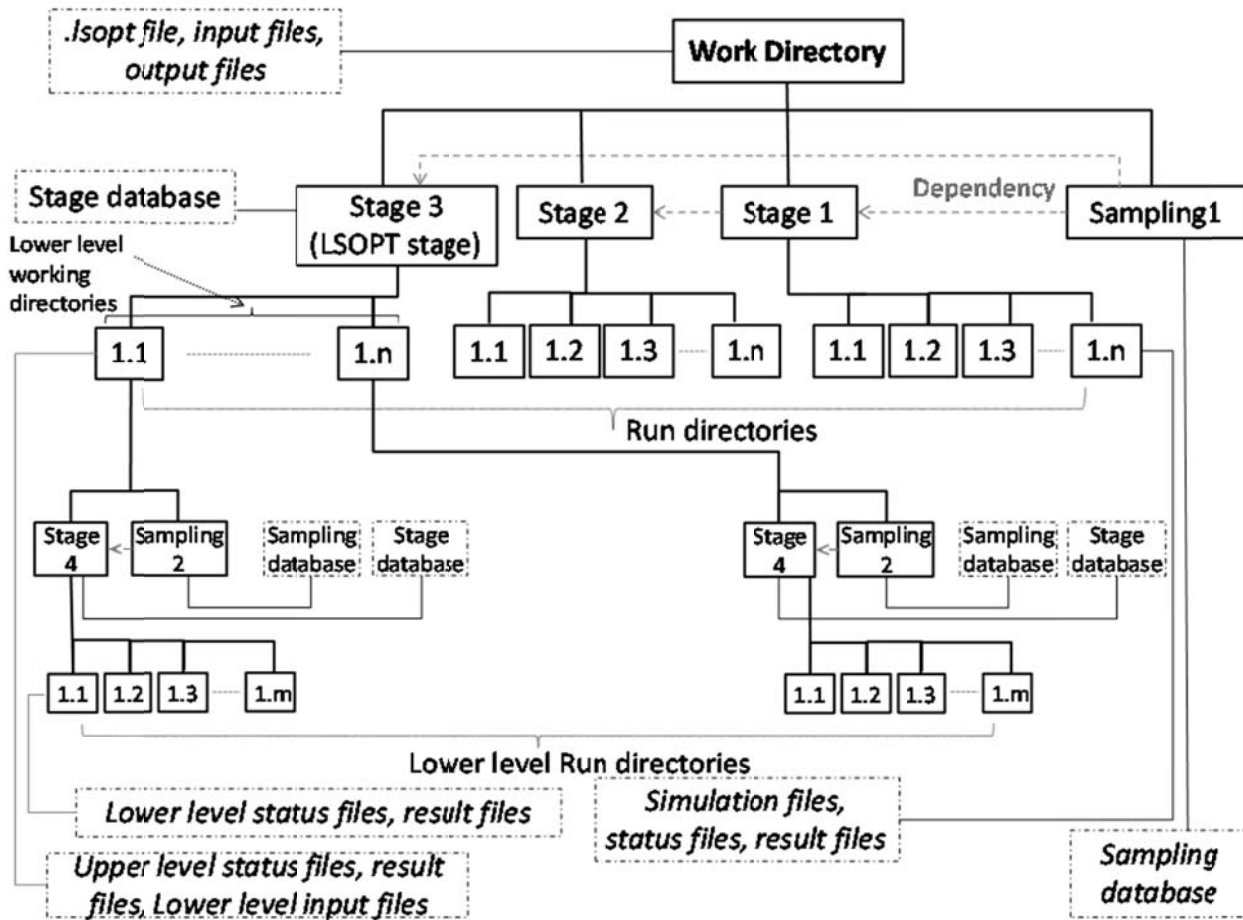 .lsopt file, input files,
output files
Work Directory
Stage database
Stage 3
(LSOPT stage)
Stage 2
Stage 1
Dependency
Sampling1
Lower level
working
directories
1.1
1.n
1.1
1.2
1.3
1.n
1.1
1.2
1.3
1.n
Run directories
Stage
4
Sampling
2
Sampling
database
Stage
database
Stage
4
Sampling
2
Sampling
database
Stage
database
1.1
1.2
1.3
1.m
1.1
1.2
1.3
1.m
Lower level Run directories
Lower level status files, result files
Simulation files,
status files, result files
Upper level status files, result
files, Lower level input files
Sampling
database